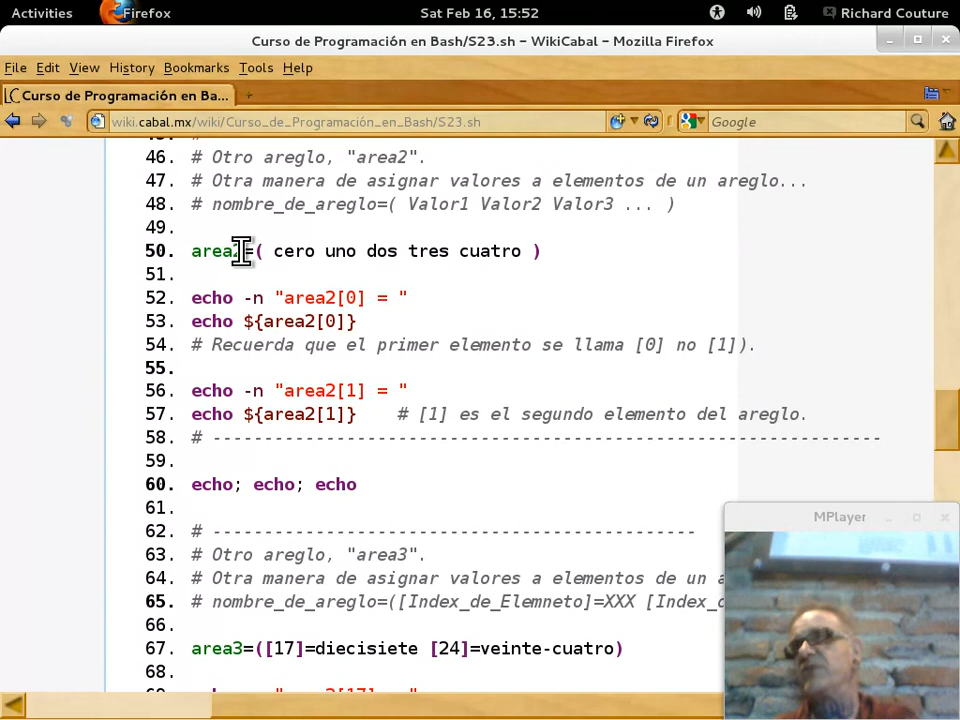 Activities Firefox Sat Feb 16, 15:52 Richard Couture
Curso de Programación en Bash/S23.sh - WikiCabal - Mozilla Firefox
File Edit View History Bookmarks Tools Help
Curso de Programación en Ba...
wiki.cabal.mx/wiki/Curso_de_Programación_en_Bash/S23.sh Google
46. # Otro areglo, "area2".
47. # Otra manera de asignar valores a elementos de un areglo...
48. # nombre_de_areglo=( Valor1 Valor2 Valor3 ... )
49.
50. area2=( cero uno dos tres cuatro )
51.
52. echo -n "area2[0] = "
53. echo ${area2[0]}
54. # Recuerda que el primer elemento se llama [0] no [1]).
55.
56. echo -n "area2[1] = "
57. echo ${area2[1]} # [1] es el segundo elemento del areglo.
58. # -----------------------------------------------------------------
59.
60. echo; echo; echo
61.
62. # -----------------------------------------------
63. # Otro areglo, "area3".
64. # Otra manera de asignar valores a elementos de un a
65. # nombre_de_areglo=([Index_de_Elemneto]=XXX [Index_
66.
67. area3=([17]=diecisiete [24]=veinte-cuatro)
68.
MPlayer